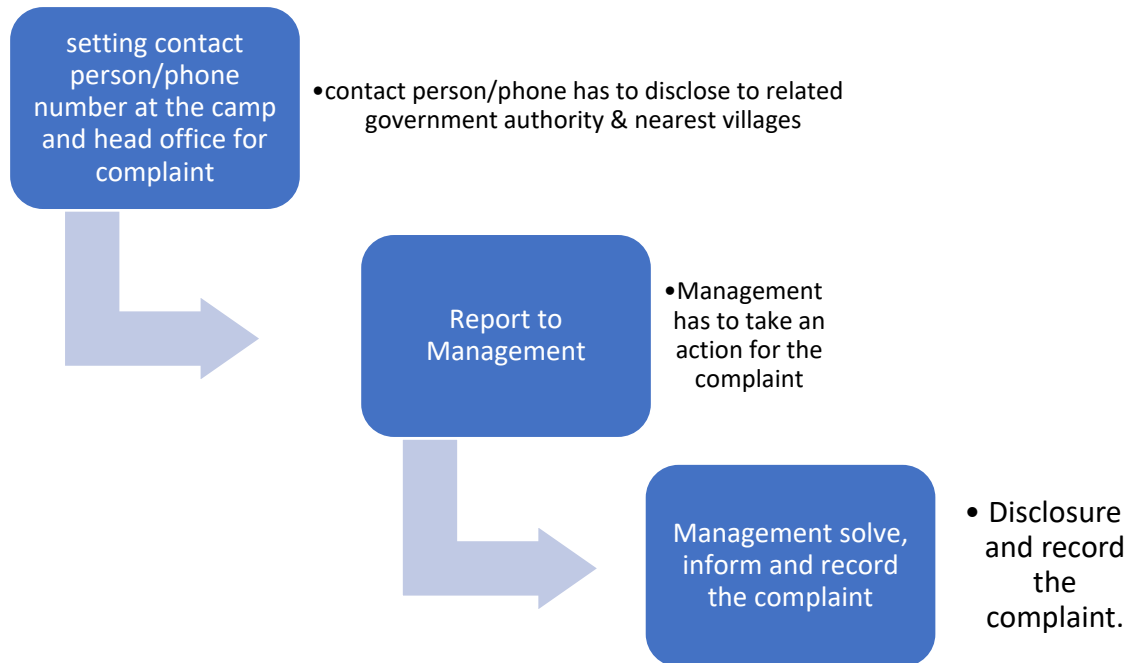 setting contact
person/phone
number at the camp
and head office for
complaint
•contact person/phone has to disclose to related
government authority & nearest villages
Report to
Management
•Management
has to take an
action for the
complaint
Management solve,
inform and record
the complaint
• Disclosure
and record
the
complaint.